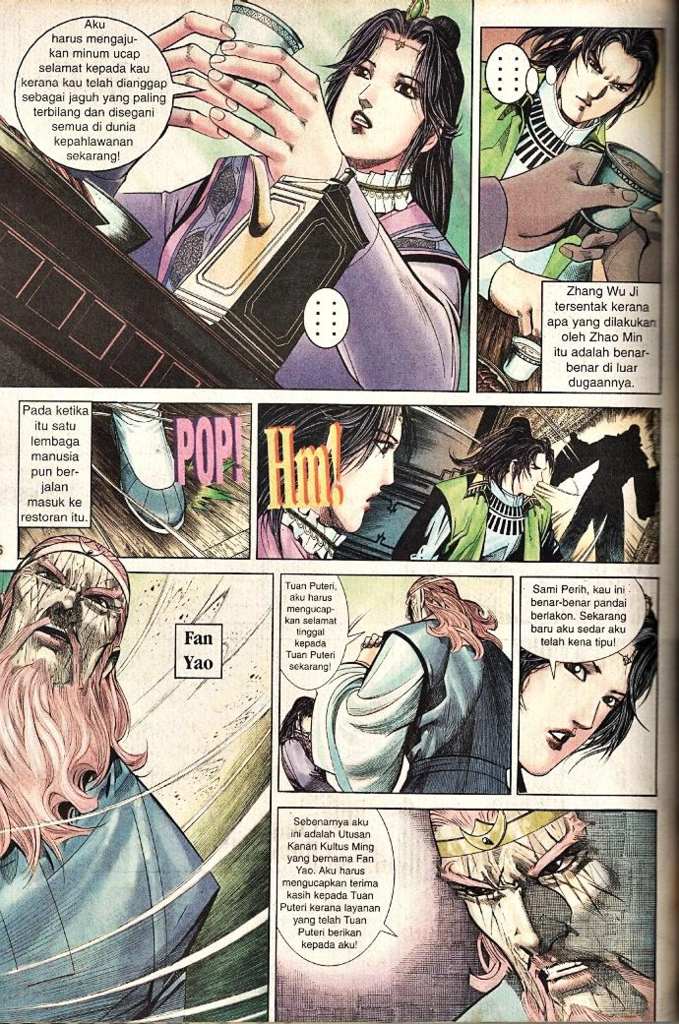 Aku
harus mengaju-
kan minum ucap
selamat kepada kau
kerana kau telah dianggap
sebagai jaguh yang paling
terbilang dan disegani
semua di dunia
kepahlawanan
sekarang!
Zhang Wu Ji
tersentak kerana
apa yang dilakukan
oleh Zhao Min
itu adalah benar-
benar di luar
dugaannya.
Pada ketika
itu satu
lembaga
manusia
pun ber-
jalan
masuk ke
restoran itu.
POP!
Hm!
Fan
Yao
Tuan Puteri,
aku harus
mengucap-
kan selamat
tinggal
kepada
Tuan Puteri
sekarang!
Sami Perih, kau ini
benar-benar pandai
berlakon. Sekarang
baru aku sedar aku
telah kena tipu!
Sebenarnya aku
ini adalah Utusan
Kanan Kultus Ming
yang bernama Fan
Yao. Aku harus
mengucapkan terima
kasih kepada Tuan
Puteri kerana layanan
yang telah Tuan
Puteri berikan
kepada aku!